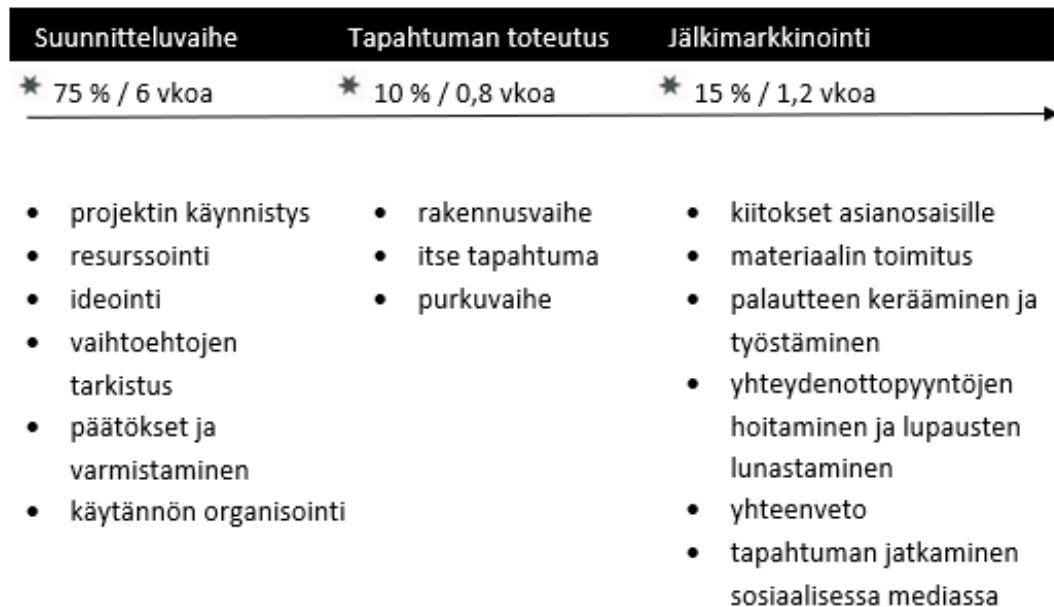 Suunnitteluvaihe
Tapahtuman toteutus
Jälkimarkkinointi
75 % / 6 vkoa
10 % / 0,8 vkoa
15 % / 1,2 vkoa
• projektin käynnistys
• resurssointi
• ideointi
• vaihtoehtojen
tarkistus
• päätökset ja
varmistaminen
• käytännön organisointi
• rakennusvaihe
• itse tapahtuma
• purkuvaihe
• kiitokset asianosaisille
• materiaalin toimitus
• palautteen kerääminen ja
työstäminen
• yhteydenottopyyntöjen
hoitaminen ja lupausten
lunastaminen
• yhteenveto
• tapahtuman jatkaminen
sosiaalisessa mediassa